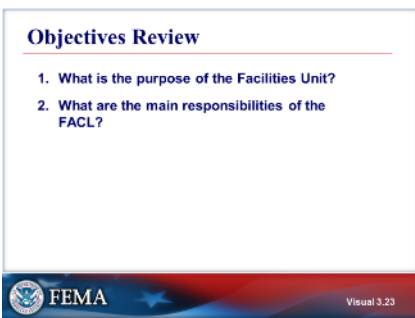 Objectives Review
1. What is the purpose of the Facilities Unit?
2. What are the main responsibilities of the
FACL?
FEMA
Visual 3.23